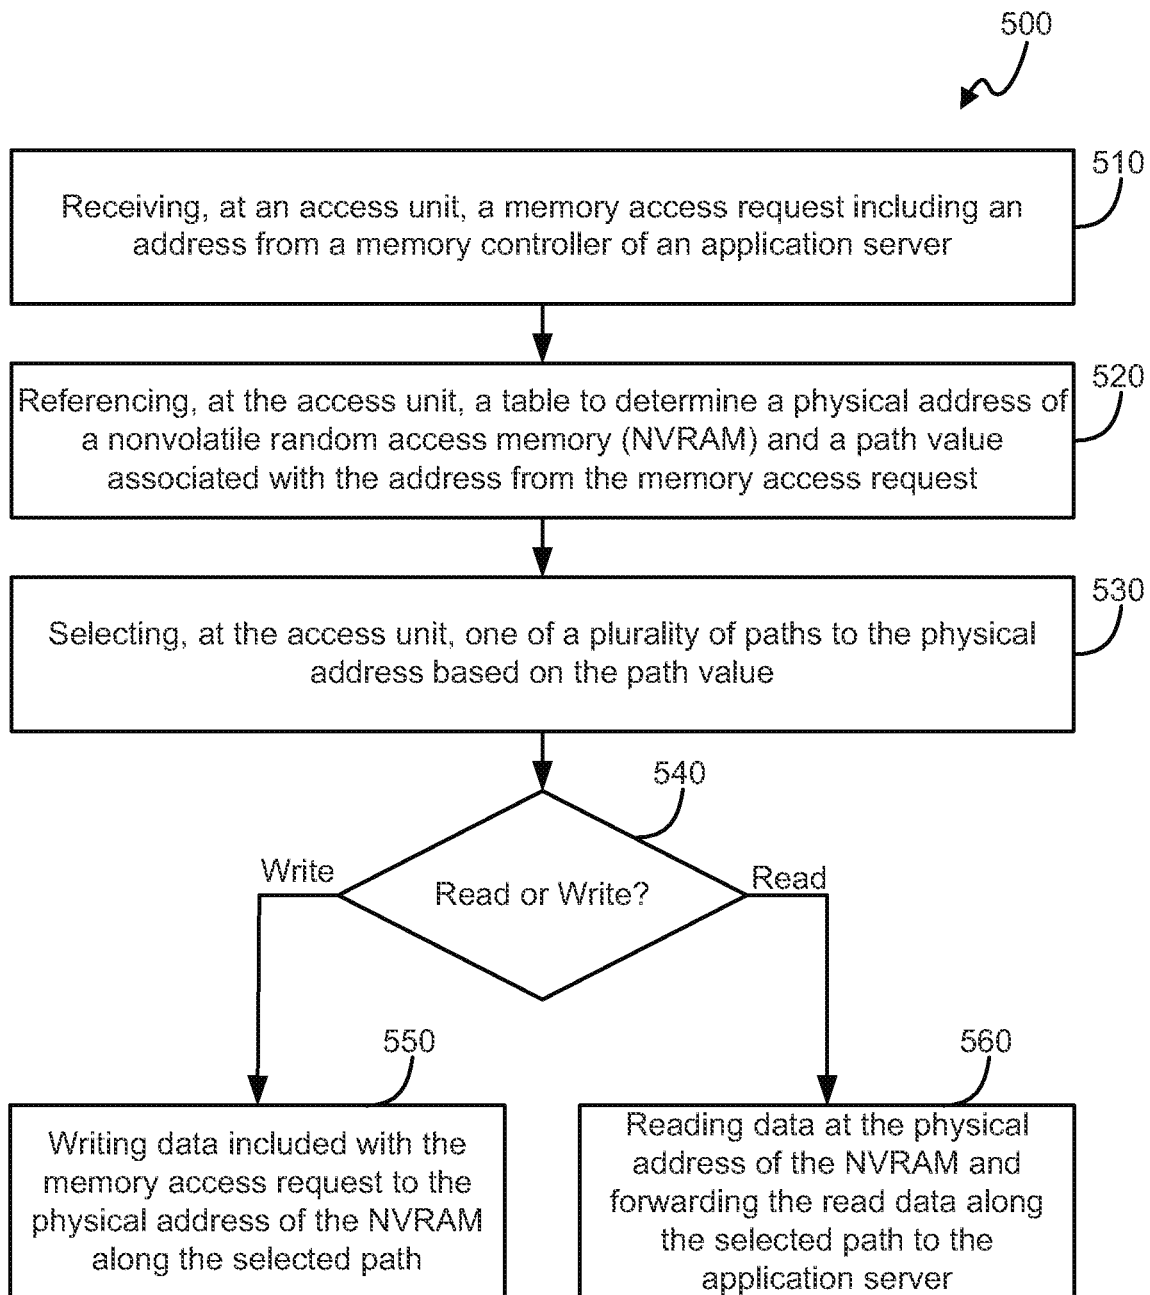 500
510
Receiving, at an access unit, a memory access request including an
address from a memory controller of an application server
520
Referencing, at the access unit, a table to determine a physical address of
a nonvolatile random access memory (NVRAM) and a path value
associated with the address from the memory access request
530
Selecting, at the access unit, one of a plurality of paths to the physical
address based on the path value
540
Write
Read or Write?
Read
550
Writing data included with the
memory access request to the
physical address of the NVRAM
along the selected path
560
Reading data at the physical
address of the NVRAM and
forwarding the read data along
the selected path to the
application server